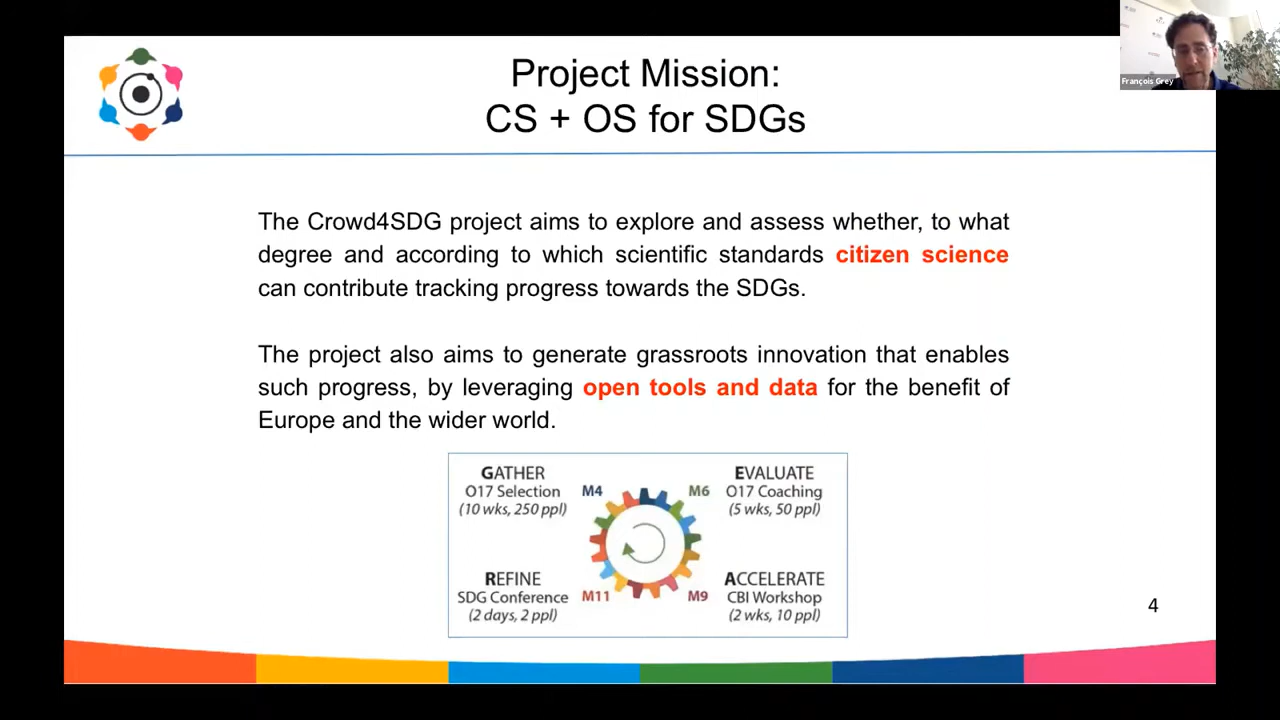 Project Mission:
CS + OS for SDGs
François Grey
The Crowd4SDG project aims to explore and assess whether, to what
degree and according to which scientific standards citizen science
can contribute tracking progress towards the SDGs.
The project also aims to generate grassroots innovation that enables
such progress, by leveraging open tools and data for the benefit of
Europe and the wider world.
GATHER
O17 Selection
(10 wks, 250 ppl)
M4
M6
EVALUATE
O17 Coaching
(5 wks, 50 ppl)
REFINE
SDG Conference
(2 days, 2 ppl)
M11
M9
ACCELERATE
CBI Workshop
(2 wks, 10 ppl)
4